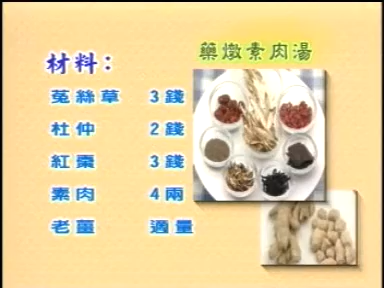 藥燉素肉湯
材料：
菟絲草 3錢
杜仲 2錢
紅棗 3錢
素肉 4兩
老薑 適量